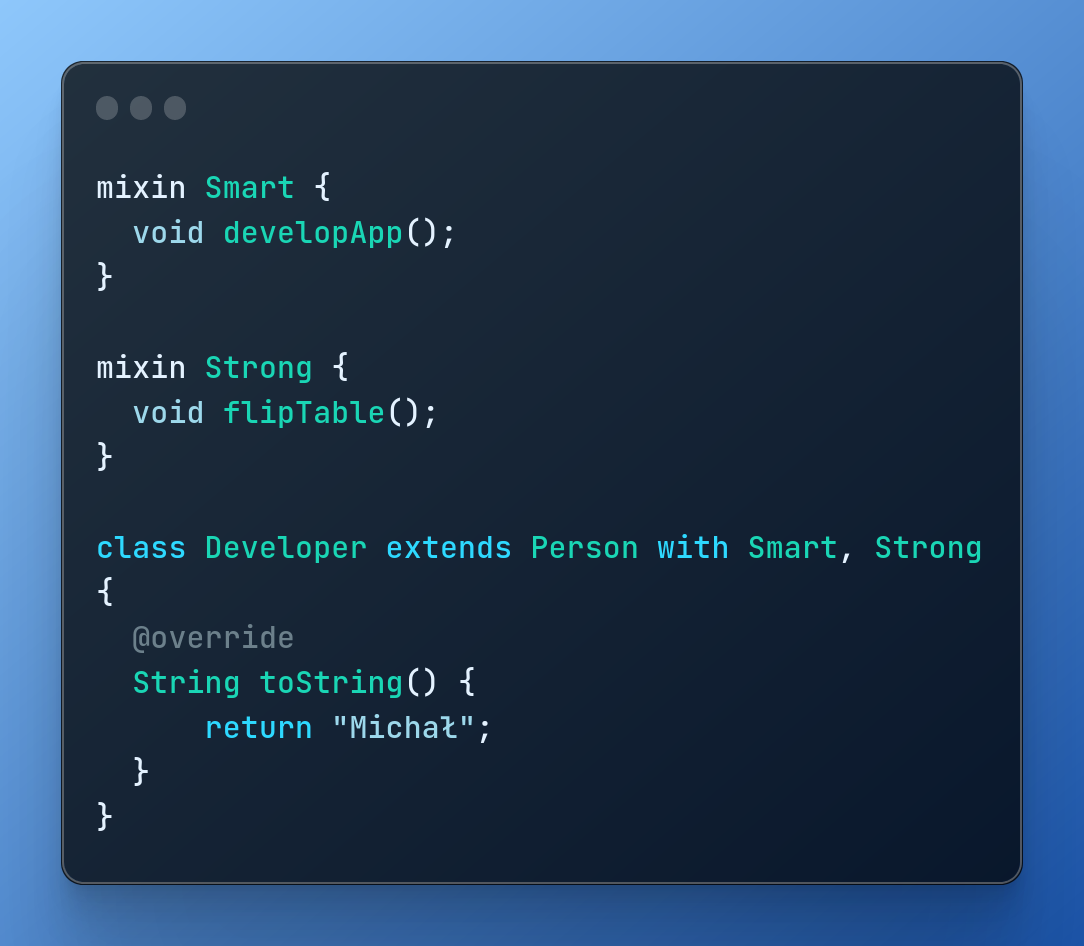 mixin Smart {
  void developApp();
}

mixin Strong {
  void flipTable();
}

class Developer extends Person with Smart, Strong
{
  @override
  String toString() {
      return "Michał";
  }
}